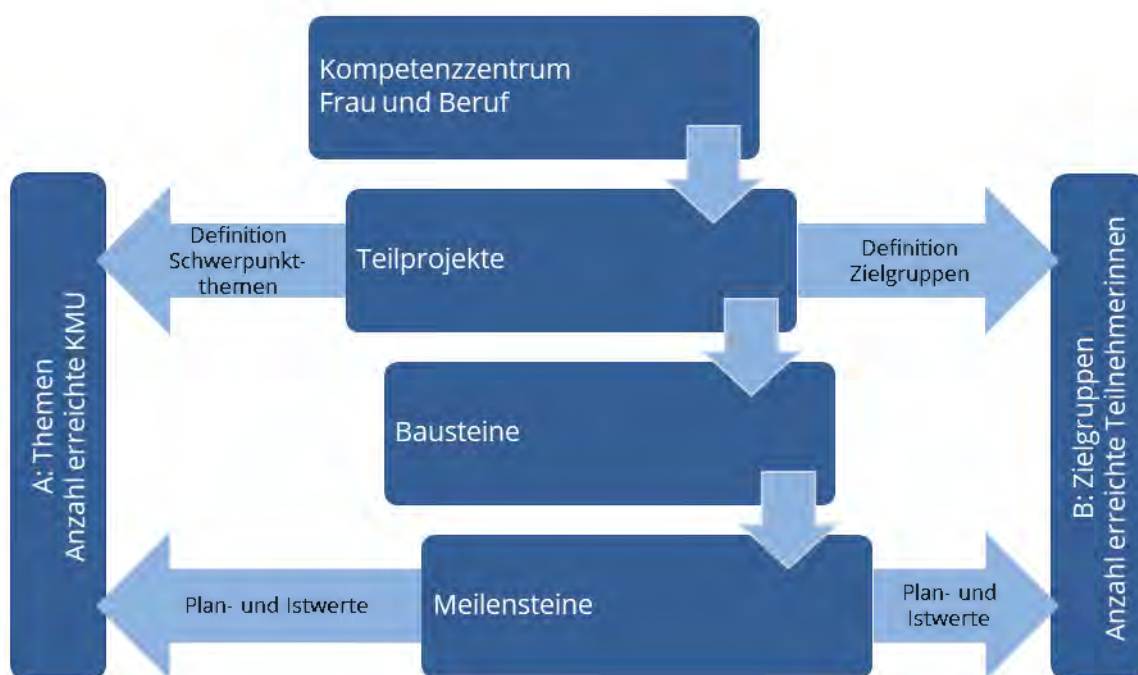 Kompetenzzentrum
Frau und Beruf
Definition
Schwerpunkt-
themen
Teilprojekte
Definition
Zielgruppen
A: Themen
Anzahl erreichte KMU
Bausteine
B: Zielgruppen
Anzahl erreichte Teilnehmerinnen
Plan- und Istwerte
Meilensteine
Plan- und
Istwerte